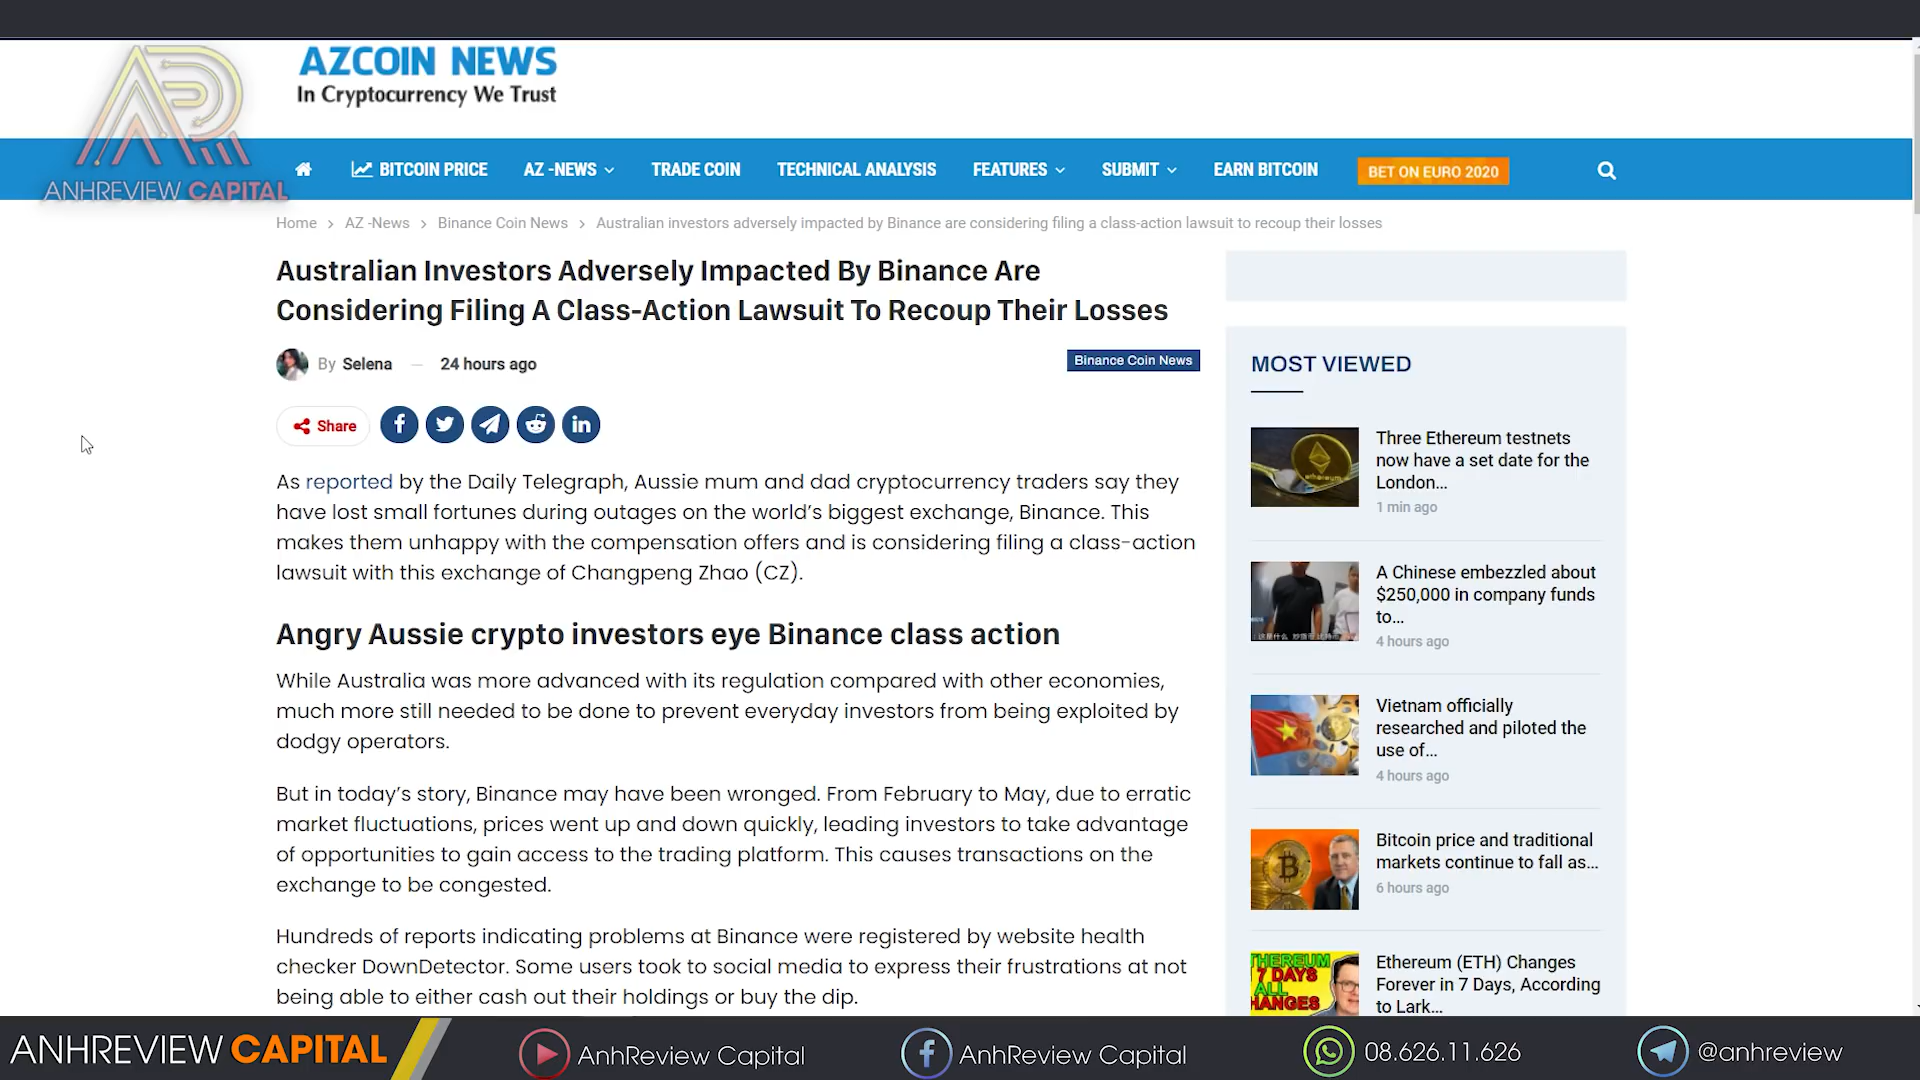 AZCOIN NEWS
In Cryptocurrency We Trust
ANHREVIEW CAPITAL
BITCOIN PRICE
AZ -NEWS
TRADE COIN
TECHNICAL ANALYSIS
FEATURES
SUBMIT
EARN BITCOIN
BET ON EURO 2020
Home > AZ -News > Binance Coin News > Australian investors adversely impacted by Binance are considering filing a class-action lawsuit to recoup their losses
Australian Investors Adversely Impacted By Binance Are
Considering Filing A Class-Action Lawsuit To Recoup Their Losses
By Selena — 24 hours ago
Binance Coin News
Share
As reported by the Daily Telegraph, Aussie mum and dad cryptocurrency traders say they
have lost small fortunes during outages on the world's biggest exchange, Binance. This
makes them unhappy with the compensation offers and is considering filing a class-action
lawsuit with this exchange of Changpeng Zhao (CZ).
Angry Aussie crypto investors eye Binance class action
While Australia was more advanced with its regulation compared with other economies,
much more still needed to be done to prevent everyday investors from being exploited by
dodgy operators.
But in today's story, Binance may have been wronged. From February to May, due to erratic
market fluctuations, prices went up and down quickly, leading investors to take advantage
of opportunities to gain access to the trading platform. This causes transactions on the
exchange to be congested.
Hundreds of reports indicating problems at Binance were registered by website health
checker DownDetector. Some users took to social media to express their frustrations at not
being able to either cash out their holdings or buy the dip.
MOST VIEWED
Three Ethereum testnets
now have a set date for the
London...
1 min ago
A Chinese embezzled about
$250,000 in company funds
to...
4 hours ago
Vietnam officially
researched and piloted the
use of...
4 hours ago
Bitcoin price and traditional
markets continue to fall as...
6 hours ago
THEREUM
7 DAYS
ALL
HANGES
Ethereum (ETH) Changes
Forever in 7 Days, According
to Lark...
ANHREVIEW CAPITAL
AnhReview Capital
AnhReview Capital
08.626.11.626
@anhreview